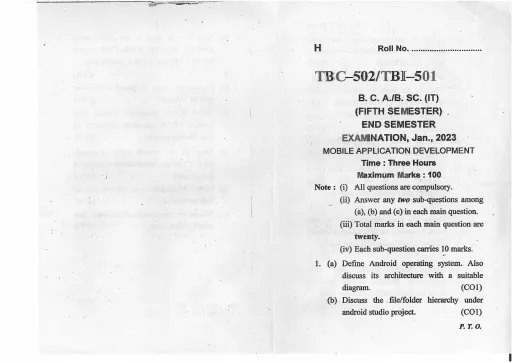 H Roll No. ..............................
TBC–502/TBI–501
B. C. A./B. SC. (IT)
(FIFTH SEMESTER)
END SEMESTER
EXAMINATION, Jan., 2023
MOBILE APPLICATION DEVELOPMENT
Time : Three Hours
Maximum Marks : 100
Note : (i) All questions are compulsory.
(ii) Answer any two sub-questions among
(a), (b) and (c) in each main question.
(iii) Total marks in each main question are
twenty.
(iv) Each sub-question carries 10 marks.
1. (a) Define Android operating system. Also
discuss its architecture with a suitable
diagram. (CO1)
(b) Discuss the file/folder hierarchy under
android studio project. (CO1)
P. T. O.